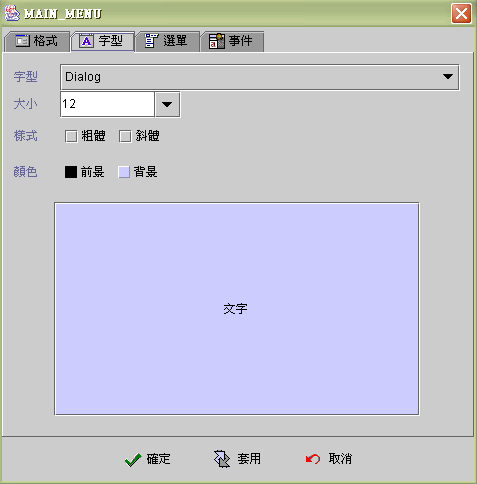 MAIN_MENU
格式 字型 選單 事件
字型 Dialog
大小 12
樣式 粗體 斜體
顏色 前景 背景
文字
確定 套用 取消